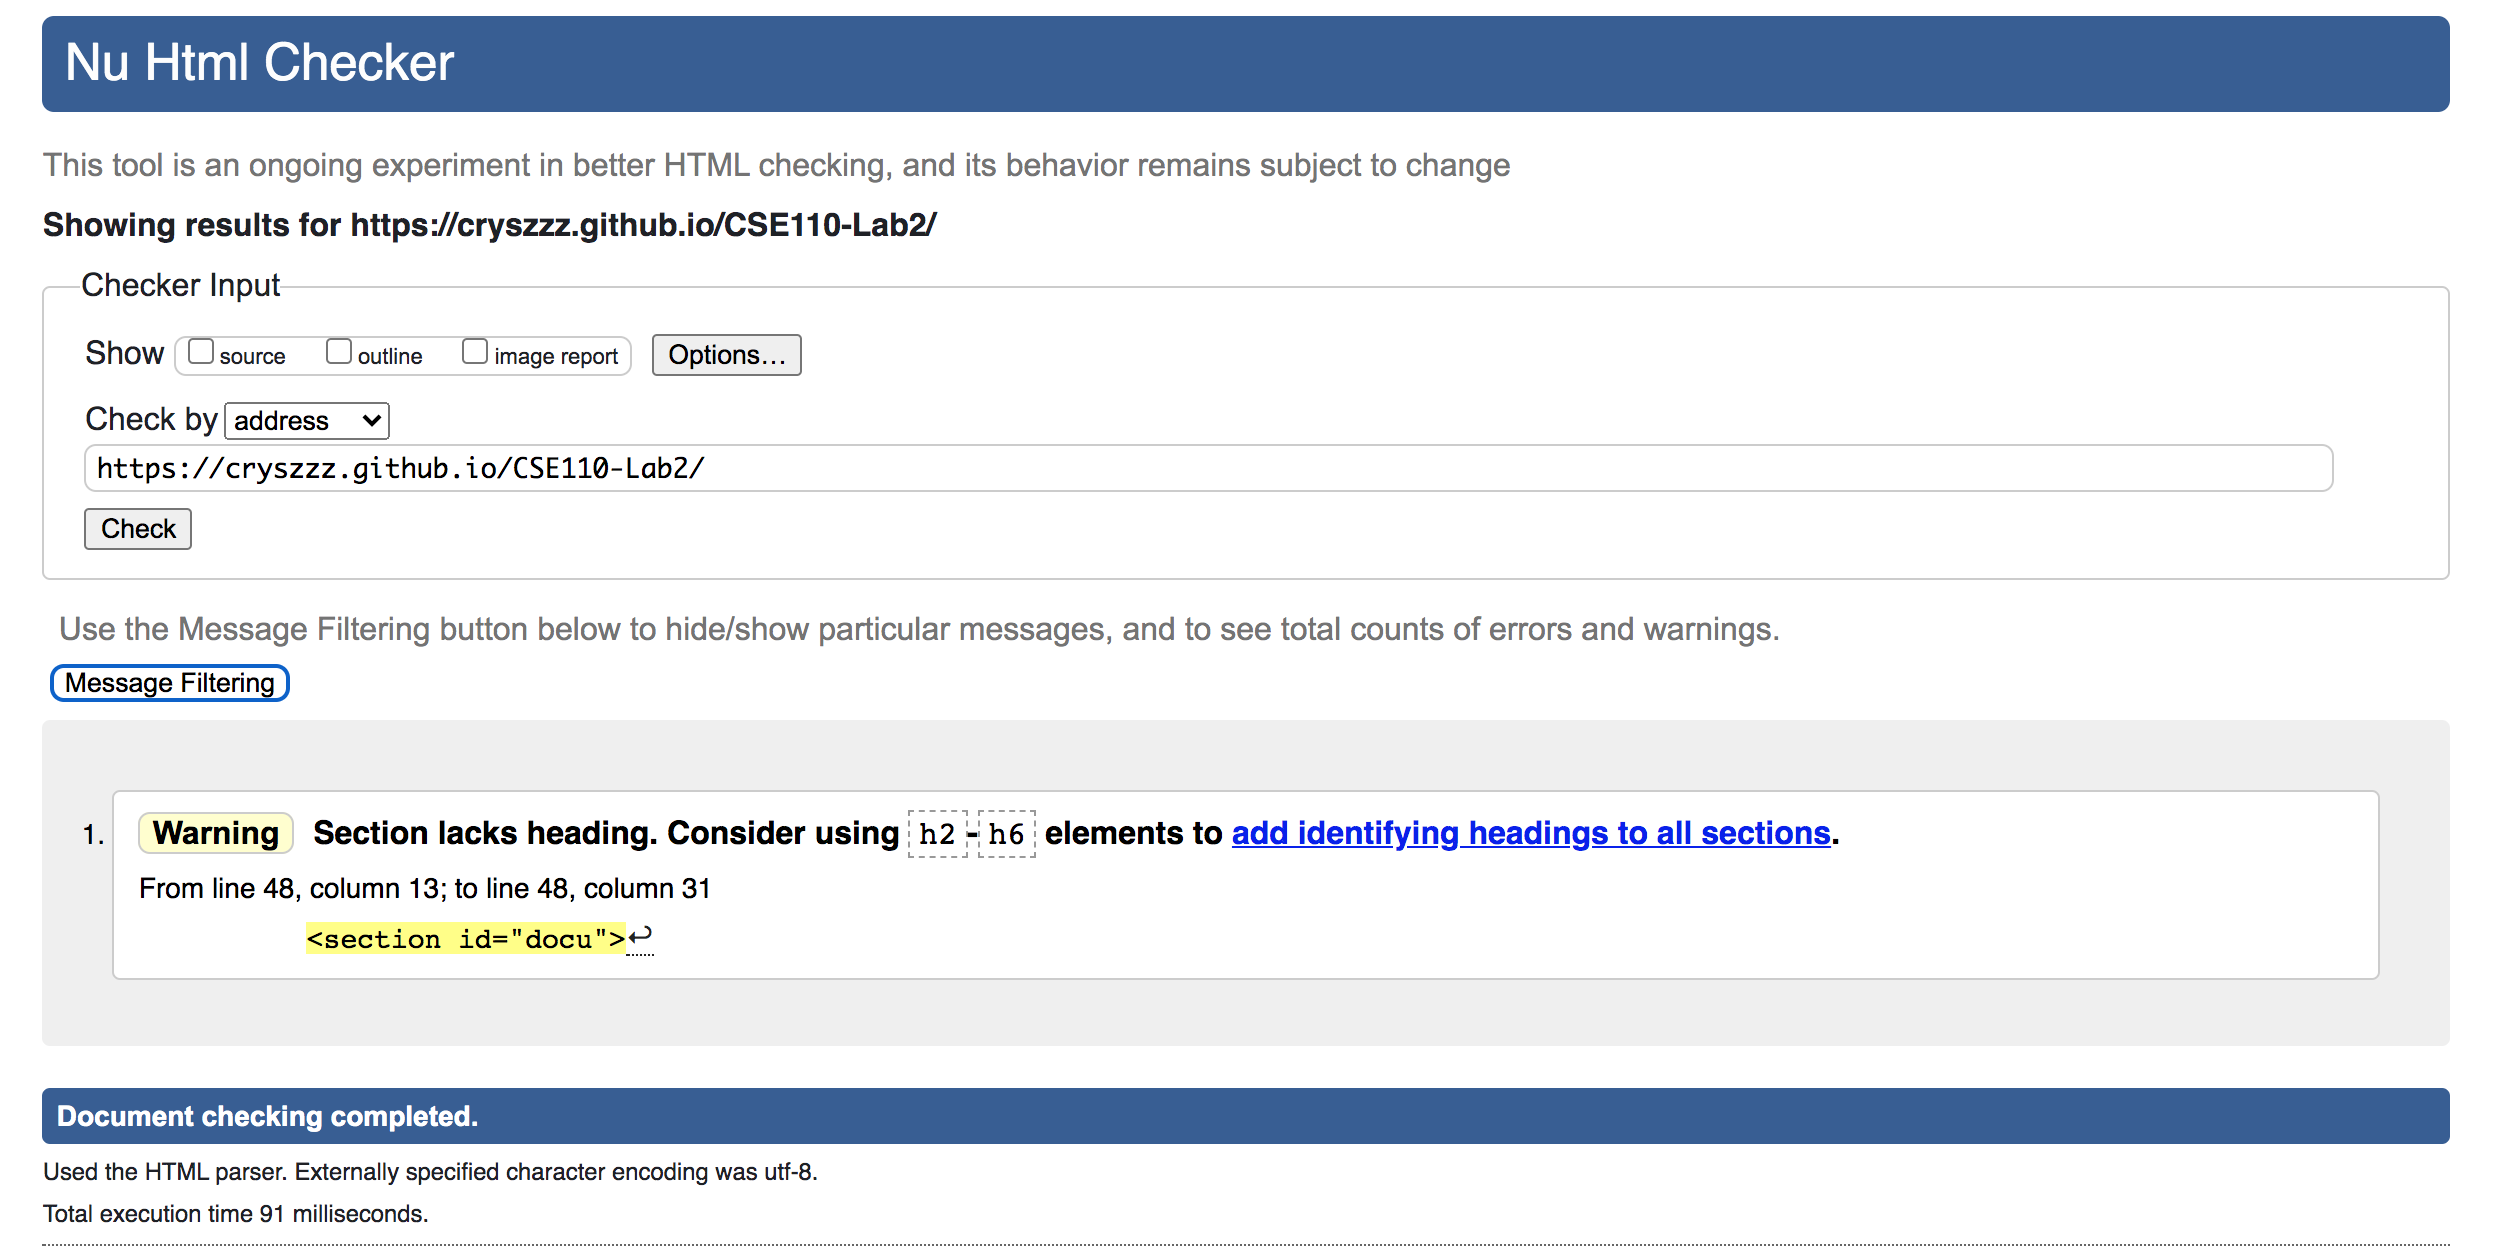 Nu Html Checker
This tool is an ongoing experiment in better HTML checking, and its behavior remains subject to change
Showing results for https://cryszzz.github.io/CSE110-Lab2/
Checker Input
Show source outline image report Options...
Check by address
https://cryszzz.github.io/CSE110-Lab2/
Check
Use the Message Filtering button below to hide/show particular messages, and to see total counts of errors and warnings.
Message Filtering
1. Warning Section lacks heading. Consider using h2-h6 elements to add identifying headings to all sections.
From line 48, column 13; to line 48, column 31
<section id="docu">↩
Document checking completed.
Used the HTML parser. Externally specified character encoding was utf-8.
Total execution time 91 milliseconds.